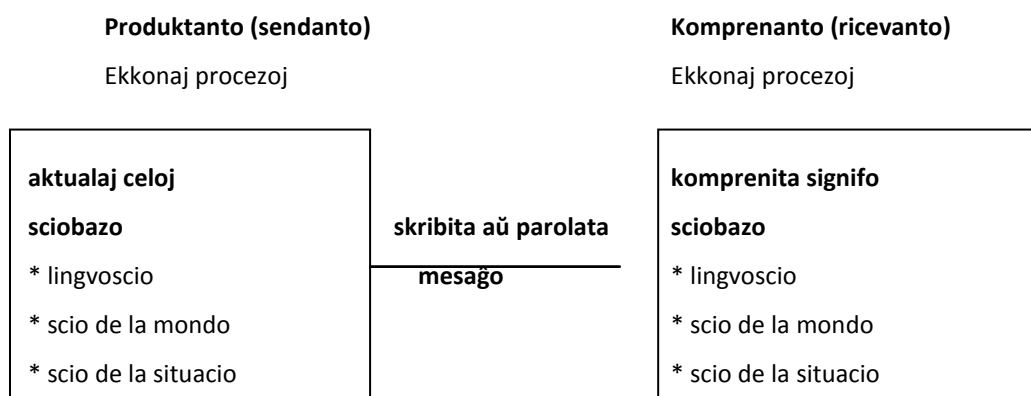 Produktanto (sendanto)
Ekkonaj procezoj
aktualaj celoj
sciobazo
* lingvoscio
* scio de la mondo
* scio de la situacio
skribita aŭ parolata
mesaĝo
Komprenanto (ricevanto)
Ekkonaj procezoj
komprenita signifo
sciobazo
* lingvoscio
* scio de la mondo
* scio de la situacio